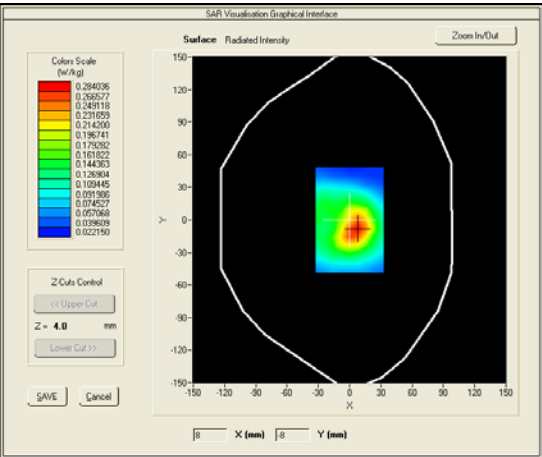 SAR Visualisation Graphical Interface
Surface Radiated Intensity
Zoom In/Out
Colors Scale
(W/kg)
0.284036
0.266577
0.249118
0.231659
0.214200
0.196741
0.179282
0.161822
0.144363
0.126904
0.109445
0.091986
0.074527
0.057068
0.039609
0.022150
Z-Cuts Control
<< Upper Cut
Z = 4.0 mm
Lower Cut >>
SAVE Cancel
150-
120-
90-
60-
30-
0-
-30-
-60-
-90-
-120-
-150-
Y
-150 -120 -90 -60 -30 0 30 60 90 120 150
X
8 X (mm) -8 Y (mm)